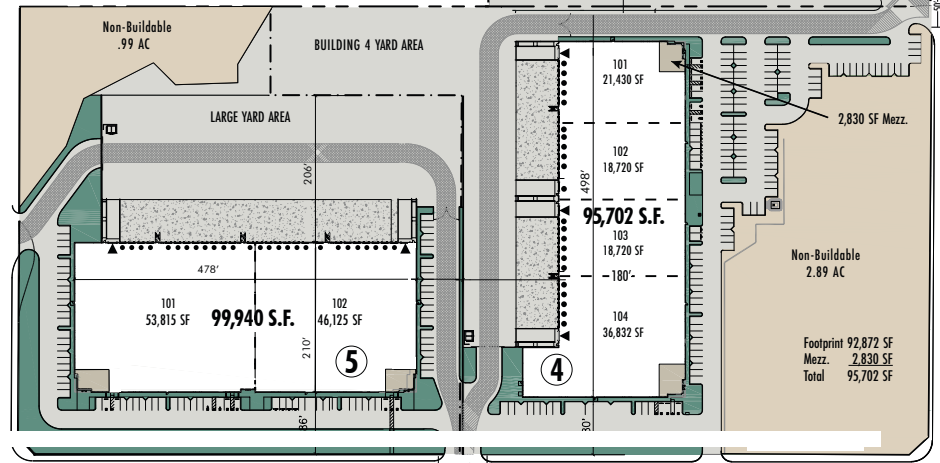 Non-Buildable
.99 AC
BUILDING 4 YARD AREA
LARGE YARD AREA
206'
478'
101
53,815 SF
99,940 S.F.
102
46,125 SF
210'
5
101
21,430 SF
2,830 SF Mezz.
102
18,720 SF
498'
95,702 S.F.
103
18,720 SF
180'
104
36,832 SF
4
Non-Buildable
2.89 AC
Footprint 92,872 SF
Mezz. 2,830 SF
Total 95,702 SF